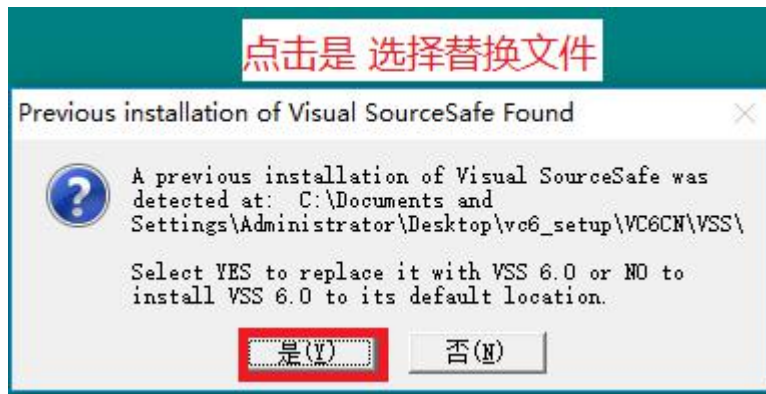 点击是 选择替换文件
Previous installation of Visual SourceSafe Found
A previous installation of Visual SourceSafe was
detected at:  C:\Documents and
Settings\Administrator\Desktop\vc6_setup\VC6CN\VSS\
Select YES to replace it with VSS 6.0 or NO to
install VSS 6.0 to its default location.
是(Y) 否(N)